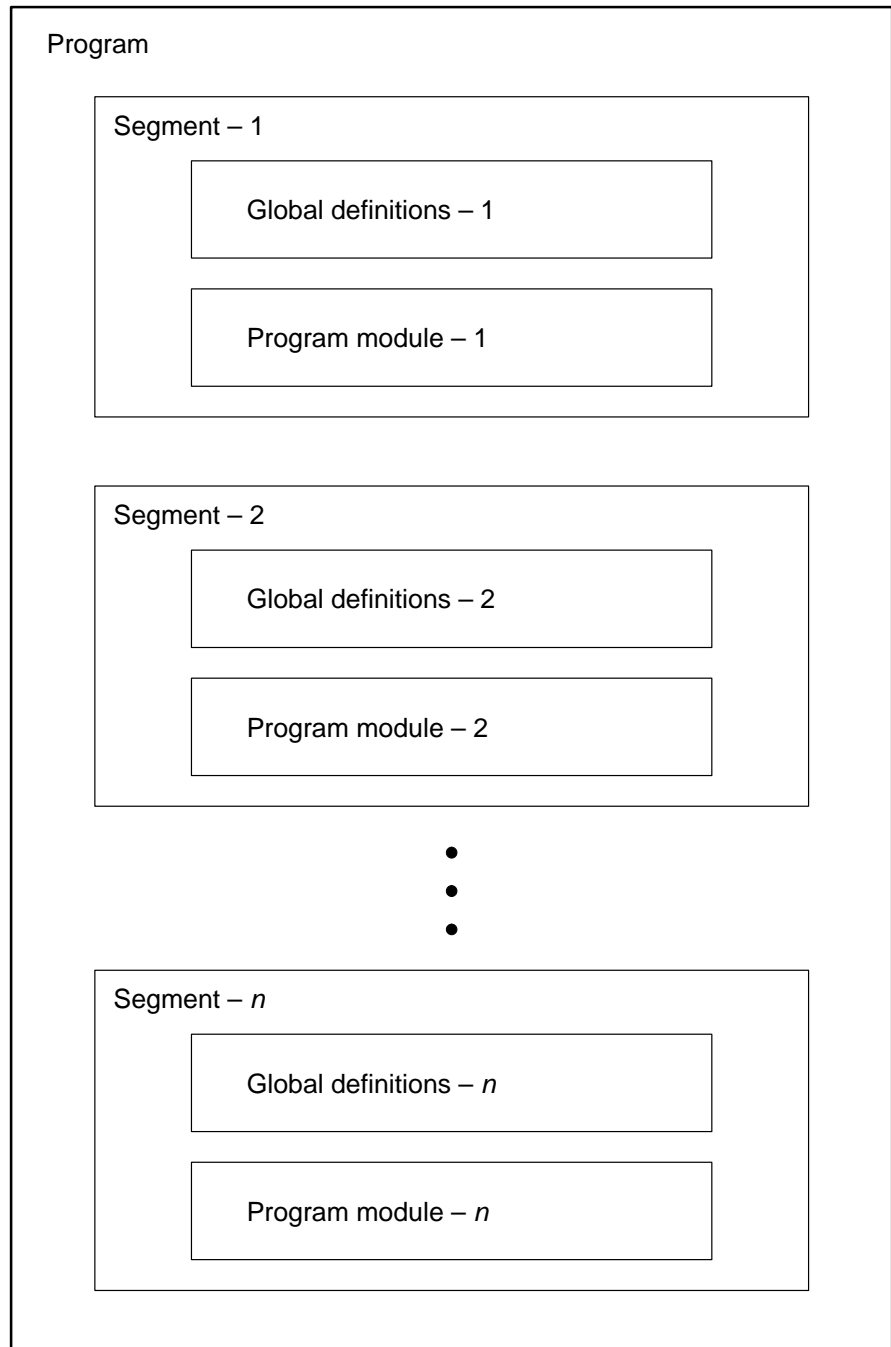 Program
Segment – 1
Global definitions – 1
Program module – 1
Segment – 2
Global definitions – 2
Program module – 2
Segment – n
Global definitions – n
Program module – n